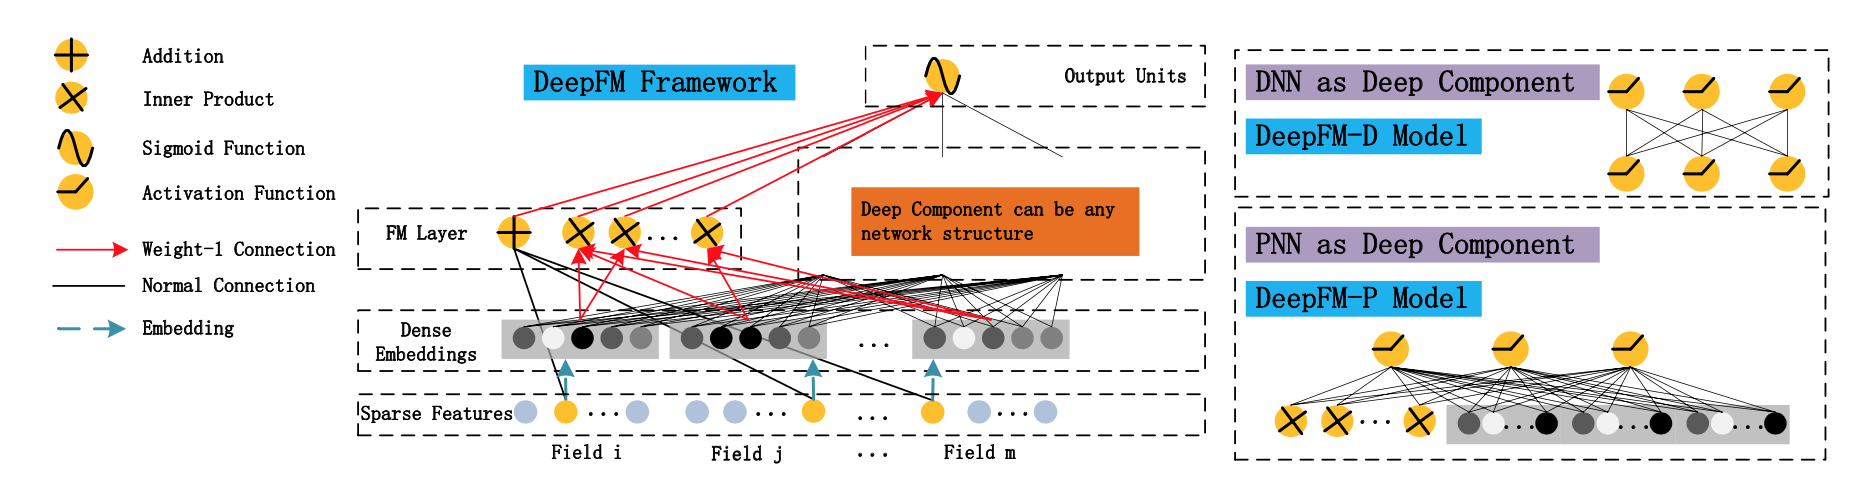 Addition
Inner Product
Sigmoid Function
Activation Function
Weight-1 Connection
Normal Connection
Embedding
DeepFM Framework
Output Units
Deep Component can be any
network structure
FM Layer
...
Dense
Embeddings
...
Sparse Features
... ... ... ...
Field i Field j ... Field m
DNN as Deep Component
DeepFM-D Model
PNN as Deep Component
DeepFM-P Model
... ... ... ...